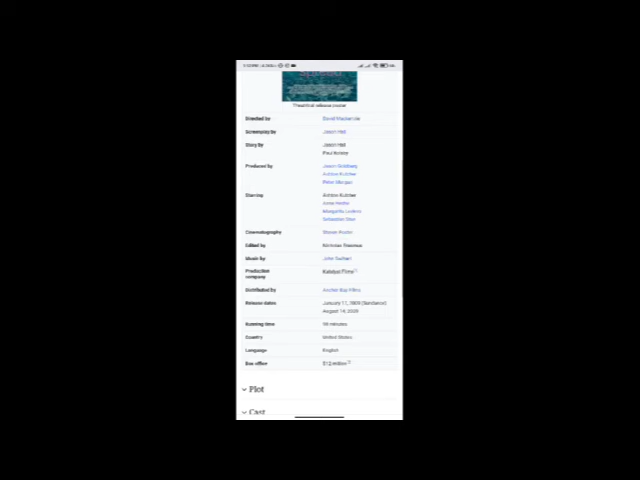 Theatrical release poster
Directed by David Mackenzie
Screenplay by Jason Hall
Story by Jason Hall
Paul Kolsby
Produced by Jason Goldberg
Ashton Kutcher
Peter Morgan
Starring Ashton Kutcher
Anne Heche
Margarita Levieva
Sebastian Stan
Cinematography Steven Poster
Edited by Nicholas Erasmus
Music by John Swihart
Production company Katalyst Films
Distributed by Anchor Bay Films
Release dates January 17, 2009 (Sundance)
August 14, 2009
Running time minutes
Country United States
Language English
Box office $12 million
Plot
Cast